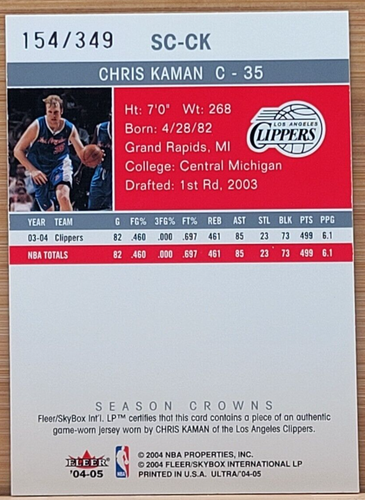 154/349 SC-CK
CHRIS KAMAN C - 35
Ht: 7'0" Wt: 268
Born: 4/28/82
Grand Rapids, MI
College: Central Michigan
Drafted: 1st Rd, 2003
LOS ANGELES
CLIPPERS
YEAR TEAM G FG% 3FG% FT% REB AST STL BLK PTS PPG
03-04 Clippers 82 .460 .000 .697 461 85 23 73 499 6.1
NBA TOTALS 82 .460 .000 .697 461 85 23 73 499 6.1
SEASON CROWNS
Fleer/SkyBox Int'l. LP™ certifies that this card contains a piece of an authentic
game-worn jersey worn by CHRIS KAMAN of the Los Angeles Clippers.
FLEER
'04-05
NBA
© 2004 NBA PROPERTIES, INC.
© 2004 FLEER/SKYBOX INTERNATIONAL LP
PRINTED IN U.S.A. ULTRA '04-05